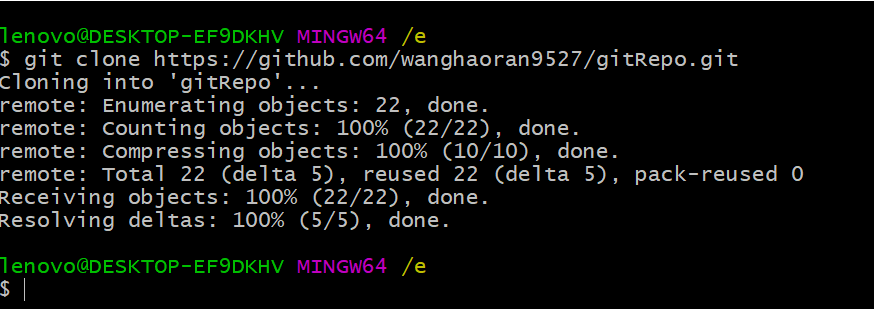 lenovo@DESKTOP-EF9DKHV MINGW64 /e
$ git clone https://github.com/wanghaoran9527/gitRepo.git
Cloning into 'gitRepo'...
remote: Enumerating objects: 22, done.
remote: Counting objects: 100% (22/22), done.
remote: Compressing objects: 100% (10/10), done.
remote: Total 22 (delta 5), reused 22 (delta 5), pack-reused 0
Receiving objects: 100% (22/22), done.
Resolving deltas: 100% (5/5), done.
lenovo@DESKTOP-EF9DKHV MINGW64 /e
$